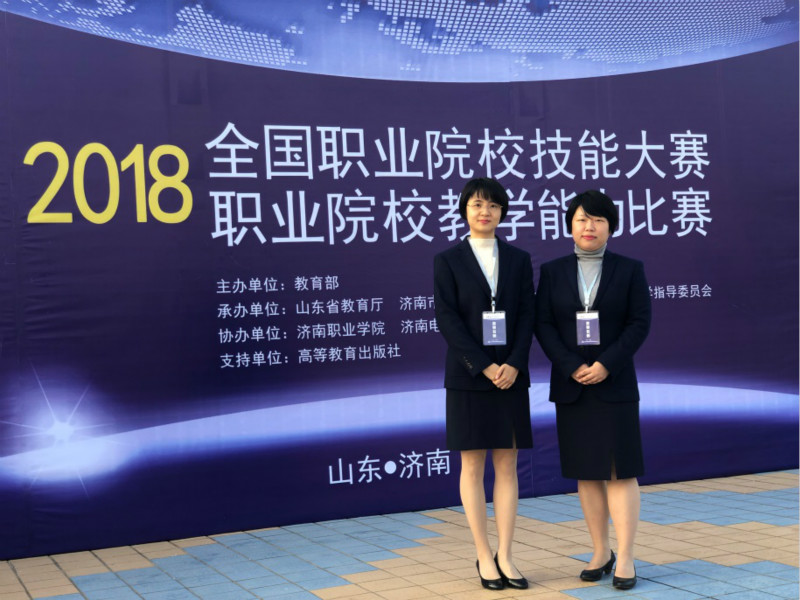 2018
全国职业院校技能大赛
职业院校教学能力比赛
主办单位：教育部
承办单位：山东省教育厅 济南市
指导委员会
协办单位：济南职业学院 济南电
支持单位：高等教育出版社
山东●济南